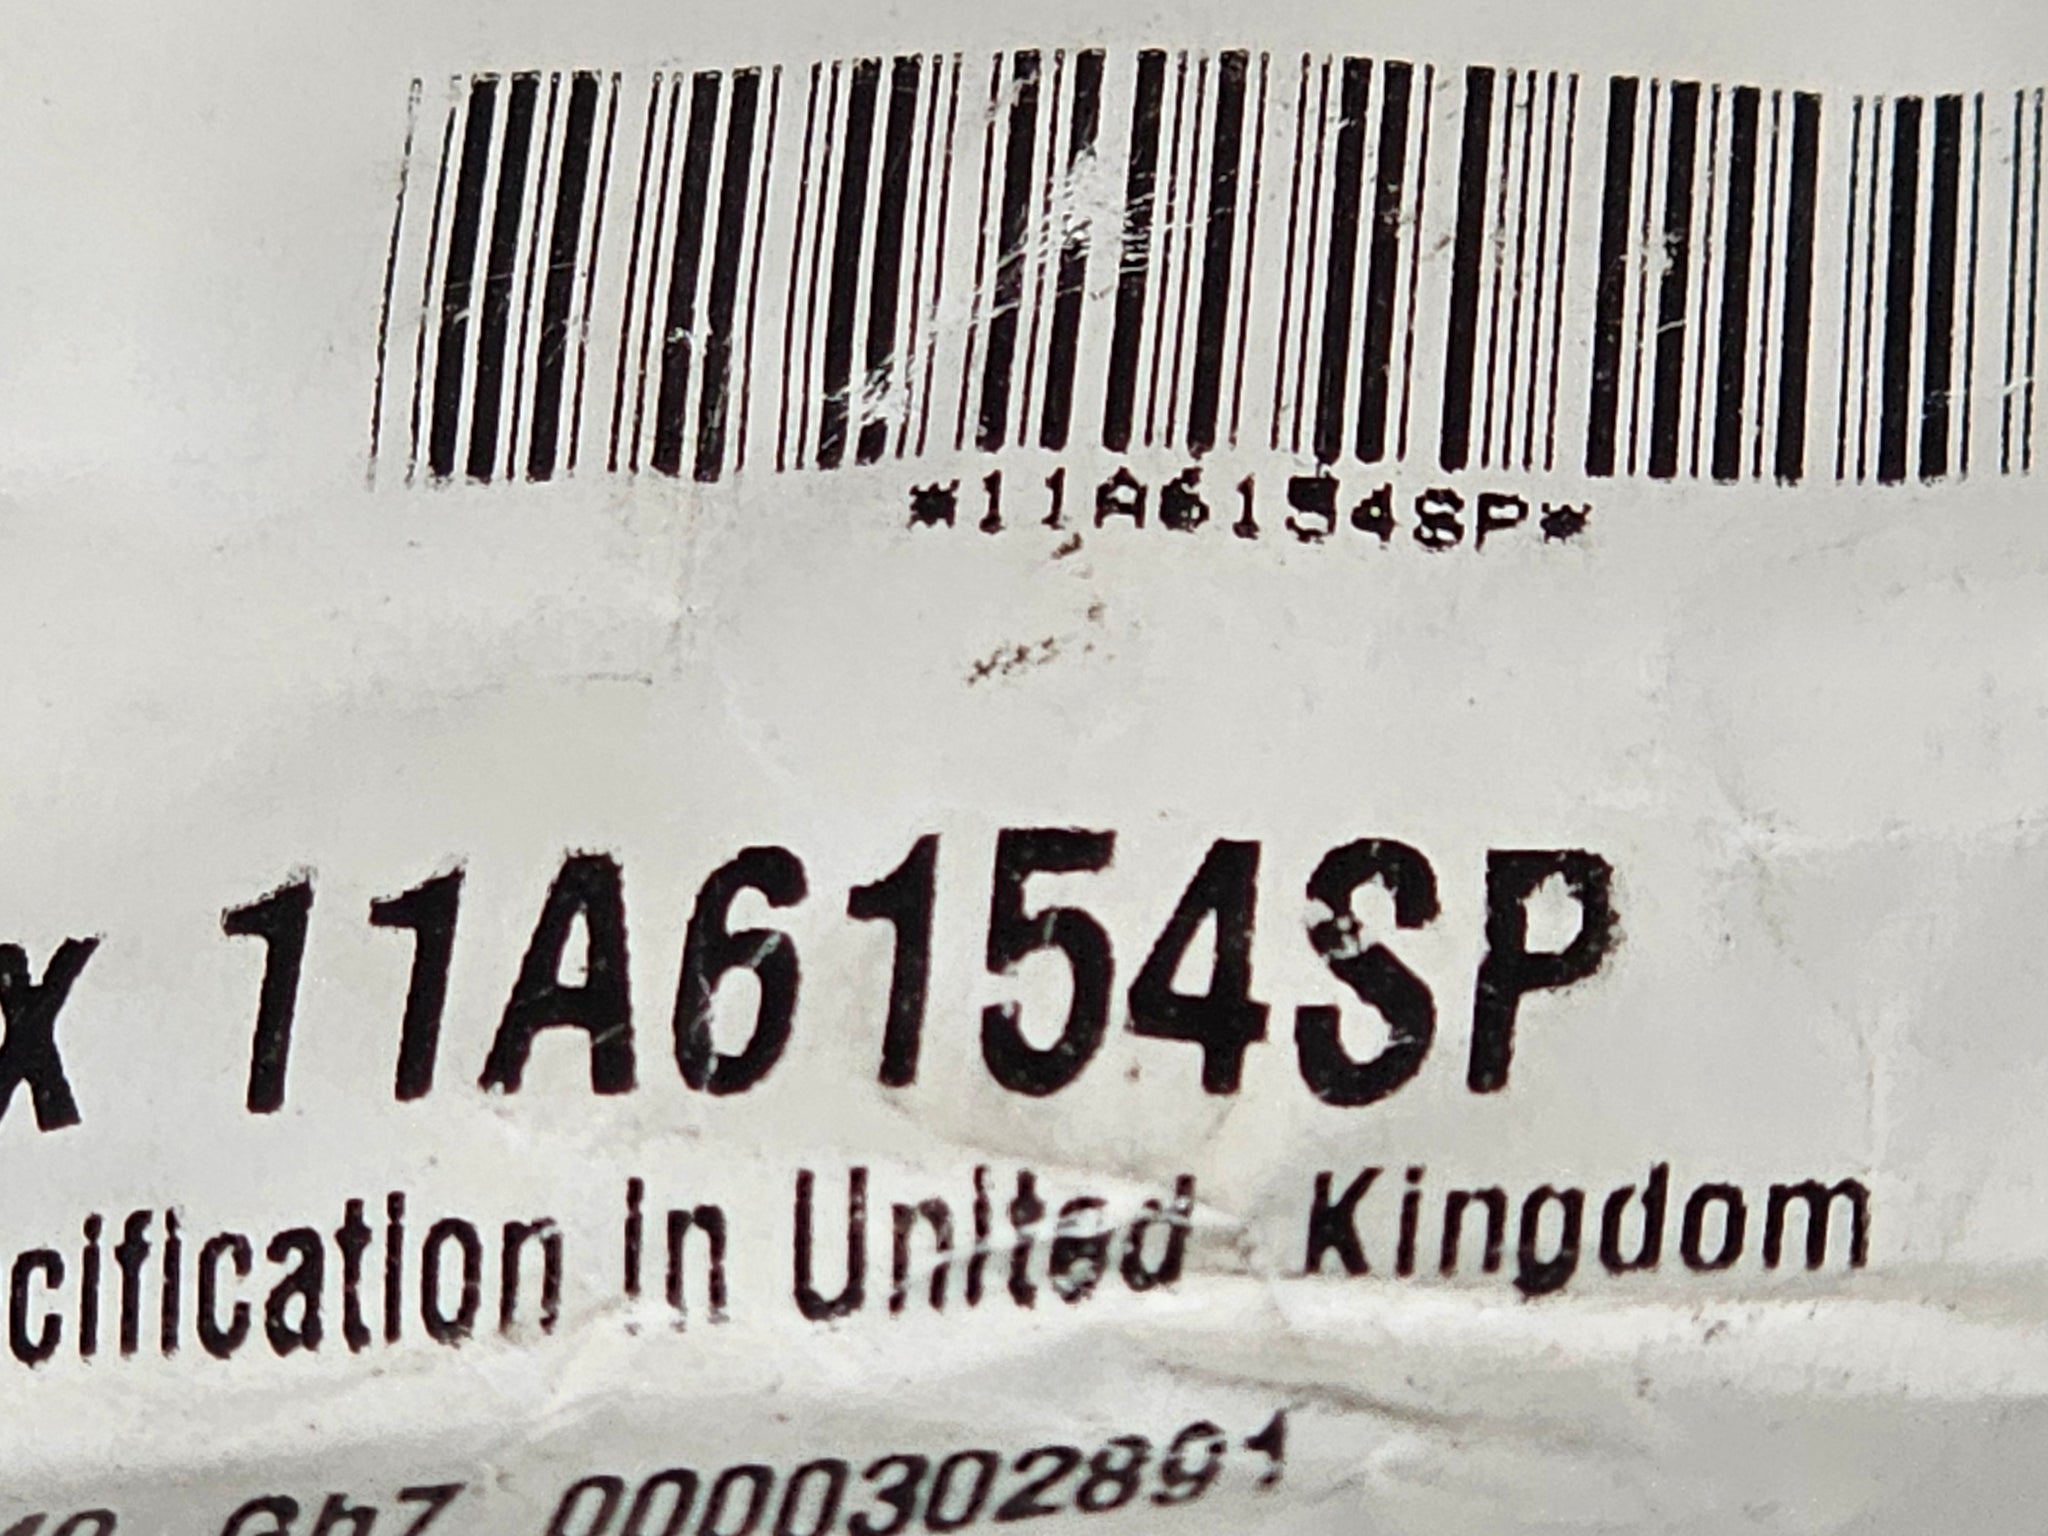 *11A6154SP*
x 11A6154SP
cification in United Kingdom
0000302891